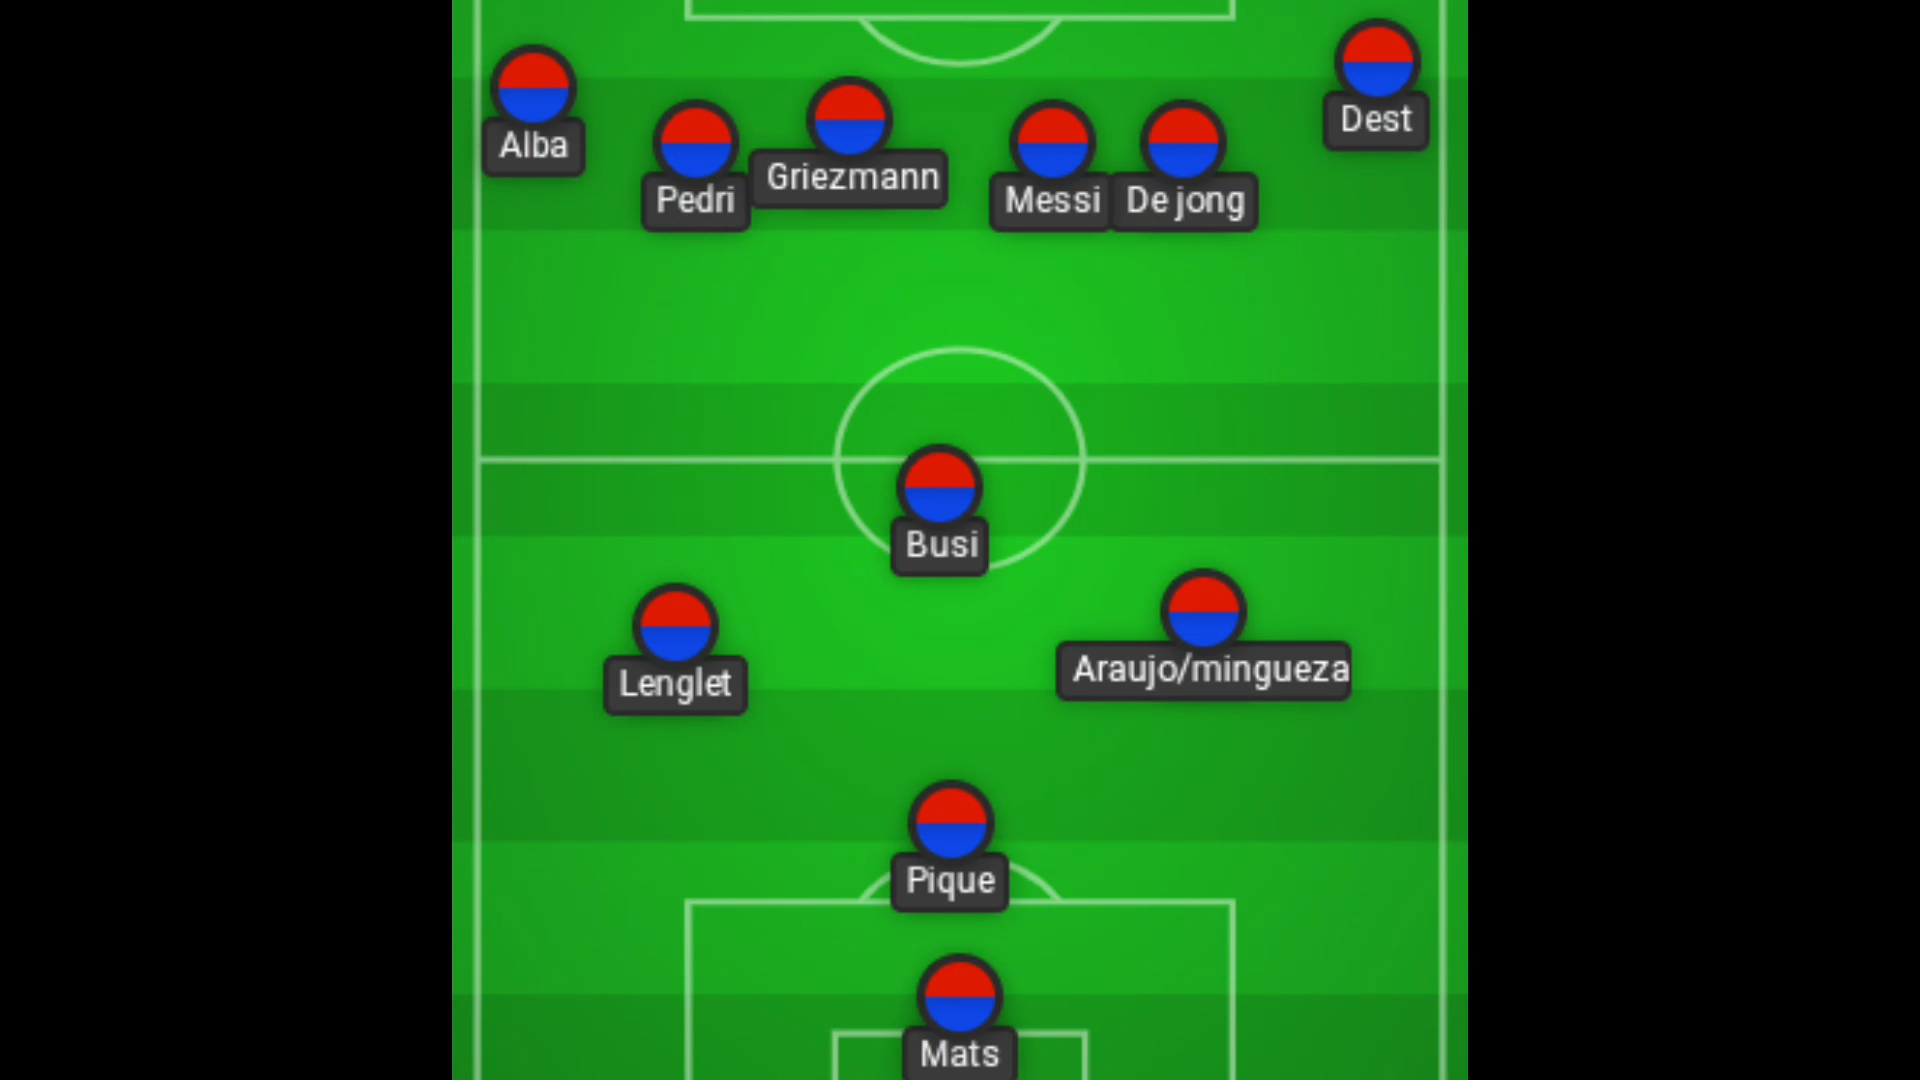 Dest
Alba
Griezmann
Pedri
Messi
De jong
Busi
Araujo/mingueza
Lenglet
Pique
Mats